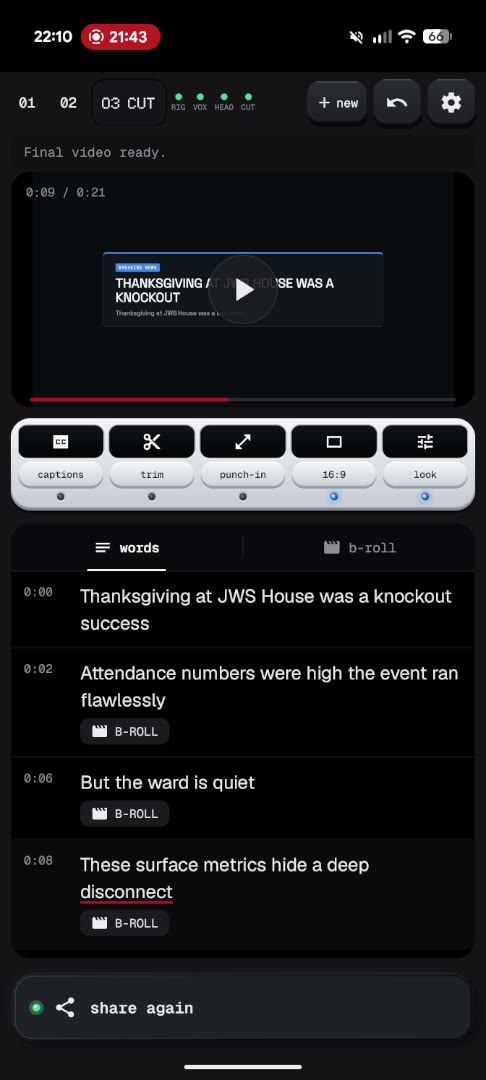 22:10
21:43
66
01
02
03 CUT
RIG
VOX
HEAD
CUT
+ new
Final video ready.
0:09 / 0:21
BREAKING NEWS
THANKSGIVING AT JWS HOUSE WAS A
KNOCKOUT
Thanksgiving at JWS House was a
CC
captions
trim
punch-in
16:9
look
words
b-roll
0:00
Thanksgiving at JWS House was a knockout
success
0:02
Attendance numbers were high the event ran
flawlessly
B-ROLL
0:06
But the ward is quiet
B-ROLL
0:08
These surface metrics hide a deep
disconnect
B-ROLL
share again